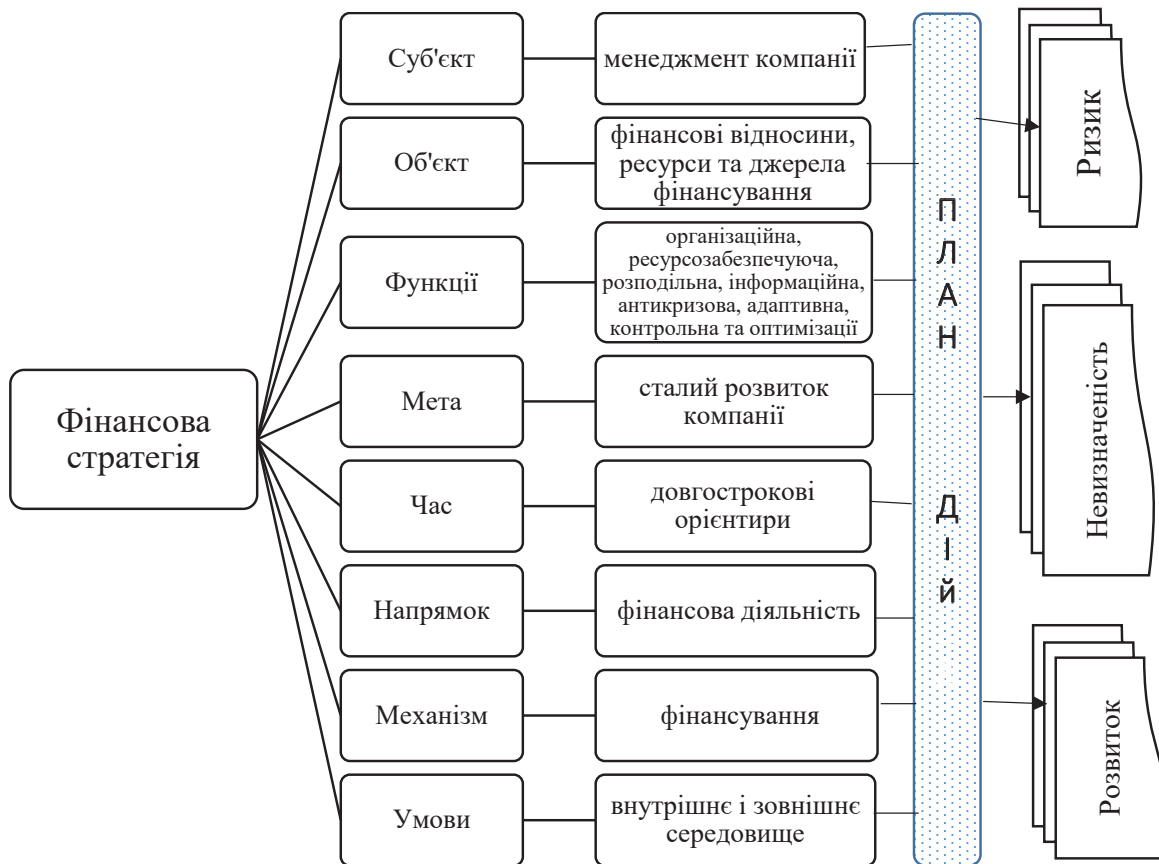 Фінансова
стратегія
Суб'єкт
менеджмент компанії
Об'єкт
фінансові відносини,
ресурси та джерела
фінансування
Функції
організаційна,
ресурсозабезпечуюча,
розподільна, інформаційна,
антикризова, адаптивна,
контрольна та оптимізації
Мета
сталий розвиток
компанії
Час
довгострокові
орієнтири
Напрямок
фінансова діяльність
Механізм
фінансування
Умови
внутрішнє і зовнішнє
середовище
ПЛАН
ДІЙ
Ризик
Невизначеність
Розвиток